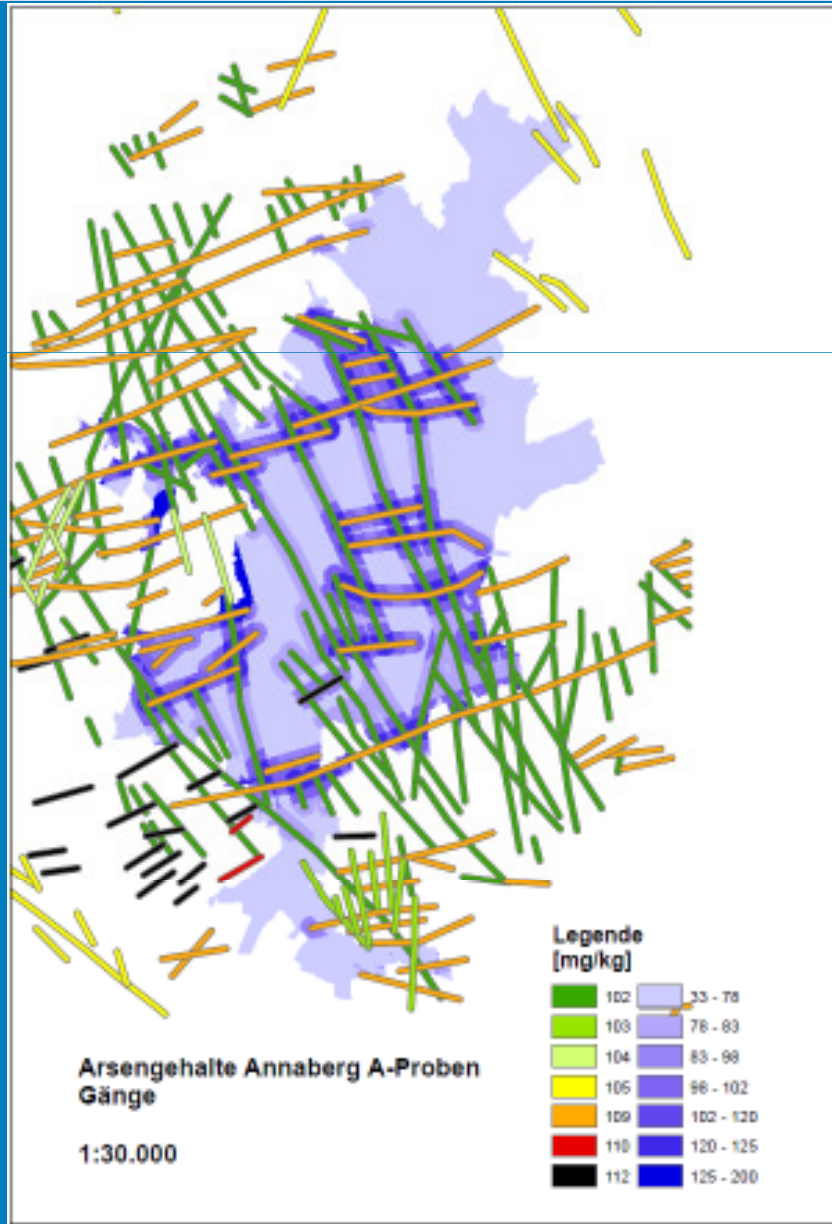 Legende
[mg/kg]
102 33 - 78
103 78 - 83
104 83 - 98
105 98 - 102
109 102 - 120
110 120 - 125
112 125 - 200
Arsengehalte Annaberg A-Proben
Gänge
1:30.000